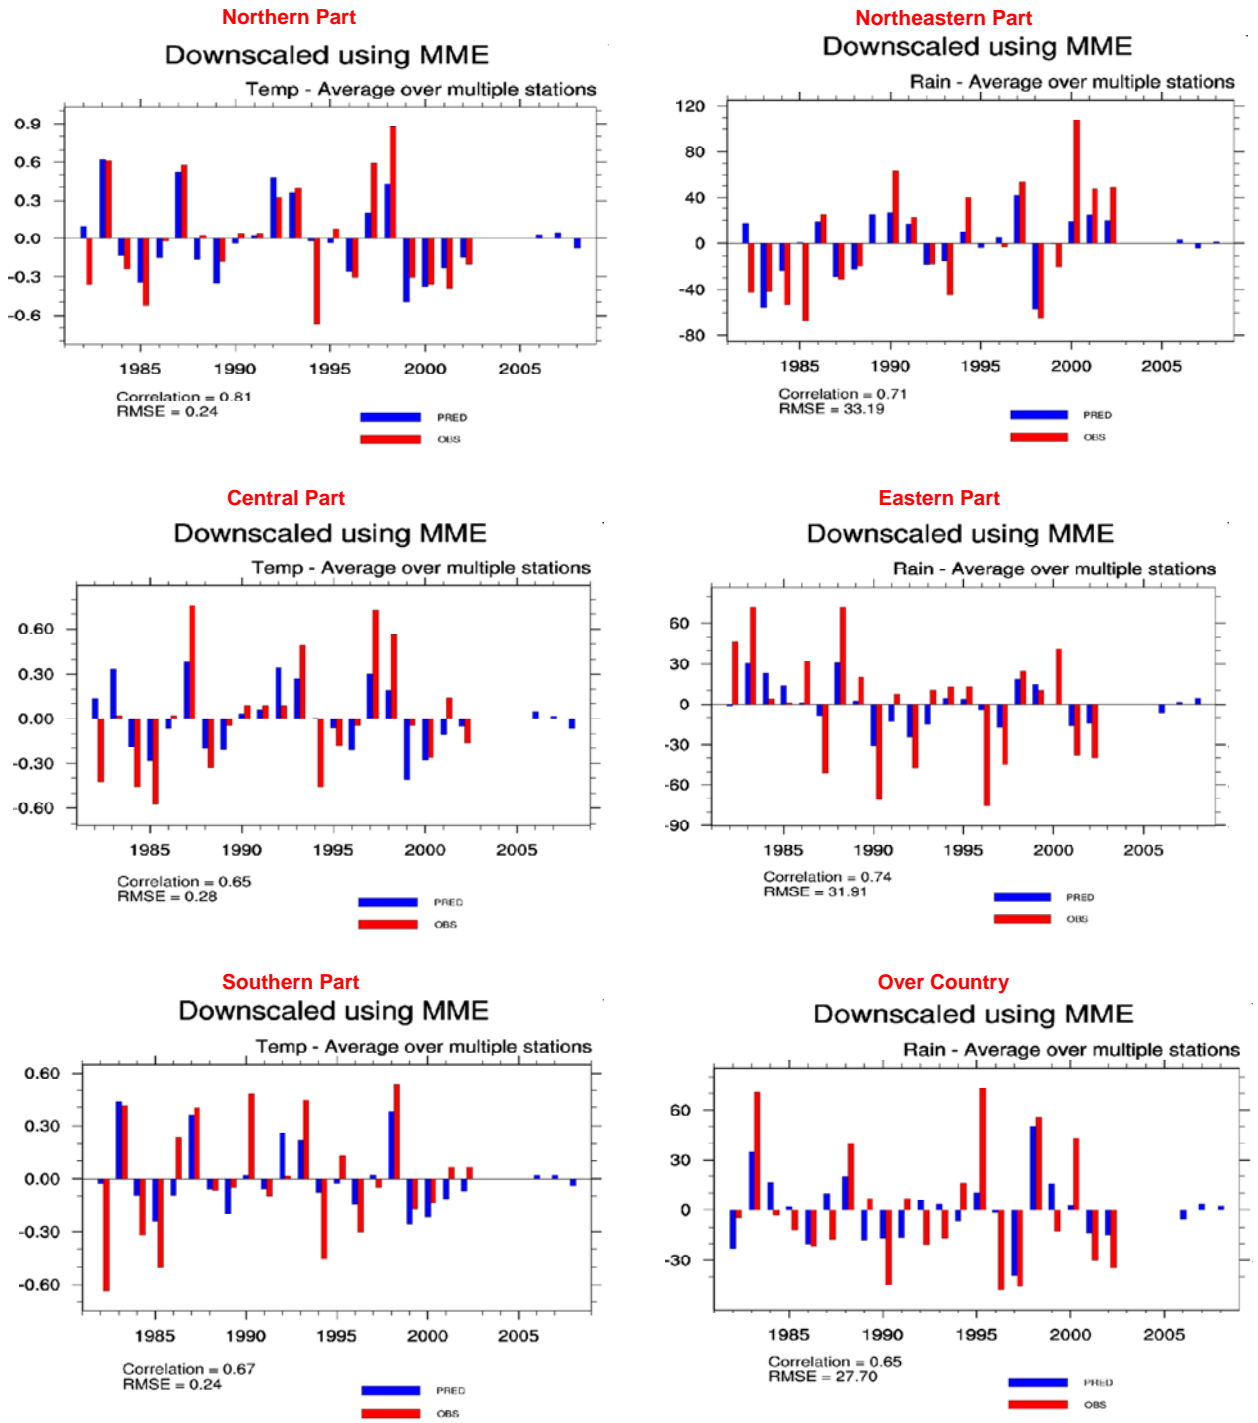 Northern Part
Downscaled using MME
Temp - Average over multiple stations
0.9
0.6
0.3
0.0
-0.3
-0.6
1985 1990 1995 2000 2005
Correlation = 0.81
RMSE = 0.24
PRED
OBS
Northeastern Part
Downscaled using MME
Rain - Average over multiple stations
120
80
40
0
-40
-80
1985 1990 1995 2000 2005
Correlation = 0.71
RMSE = 33.19
PRED
OBS
Central Part
Downscaled using MME
Temp - Average over multiple stations
0.60
0.30
0.00
-0.30
-0.60
1985 1990 1995 2000 2005
Correlation = 0.65
RMSE = 0.28
PRED
OBS
Eastern Part
Downscaled using MME
Rain - Average over multiple stations
60
30
0
-30
-60
-90
1985 1990 1995 2000 2005
Correlation = 0.74
RMSE = 31.91
PRED
OBS
Southern Part
Downscaled using MME
Temp - Average over multiple stations
0.60
0.30
0.00
-0.30
-0.60
1985 1990 1995 2000 2005
Correlation = 0.67
RMSE = 0.24
PRED
OBS
Over Country
Downscaled using MME
Rain - Average over multiple stations
60
30
0
-30
1985 1990 1995 2000 2005
Correlation = 0.65
RMSE = 27.70
PRED
OBS